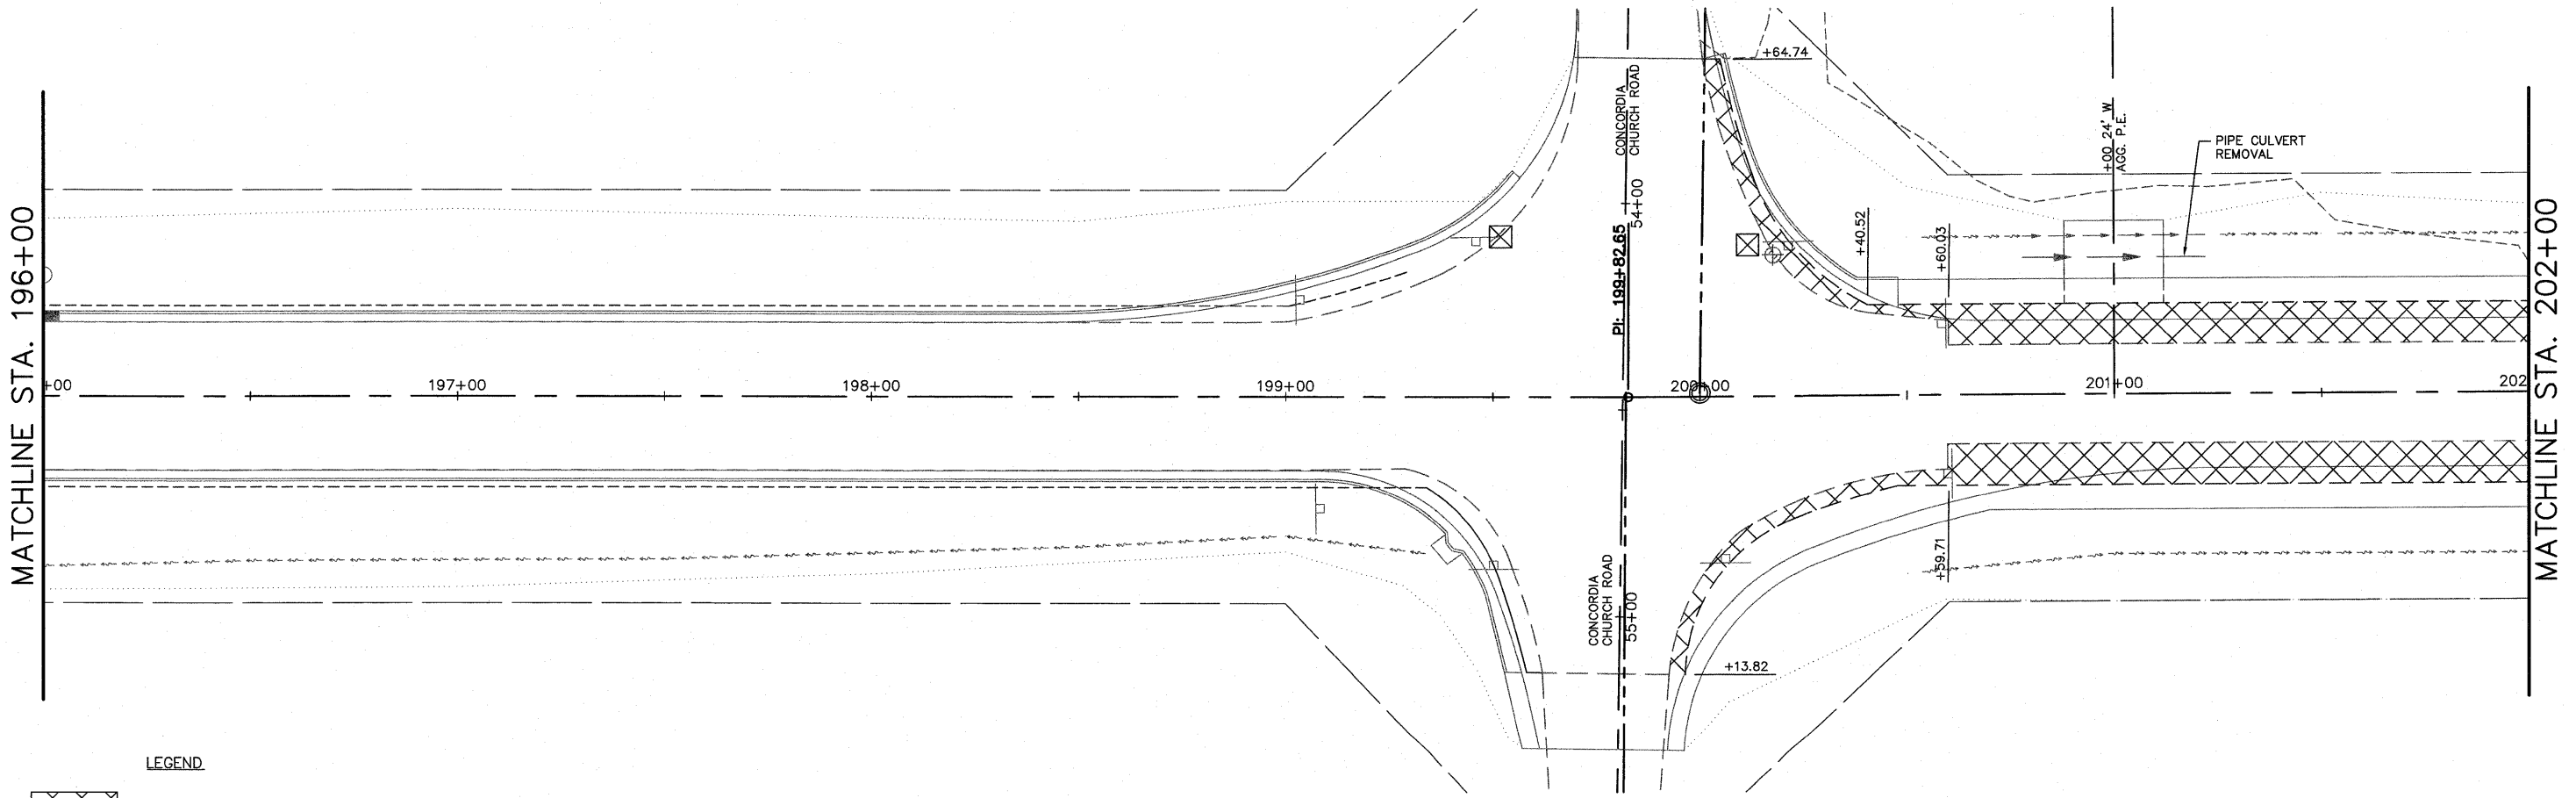 MATCHLINE STA. 196+00
+00
197+00
198+00
199+00
200+00
201+00
202
MATCHLINE STA. 202+00
CONCORDIA
CHURCH ROAD
54+00
PI: 199+82.65
+64.74
+40.52
+60.03
+00 24' W
AGG. P.E.
PIPE CULVERT
REMOVAL
CONCORDIA
CHURCH ROAD
55+00
+59.71
+13.82
LEGEND